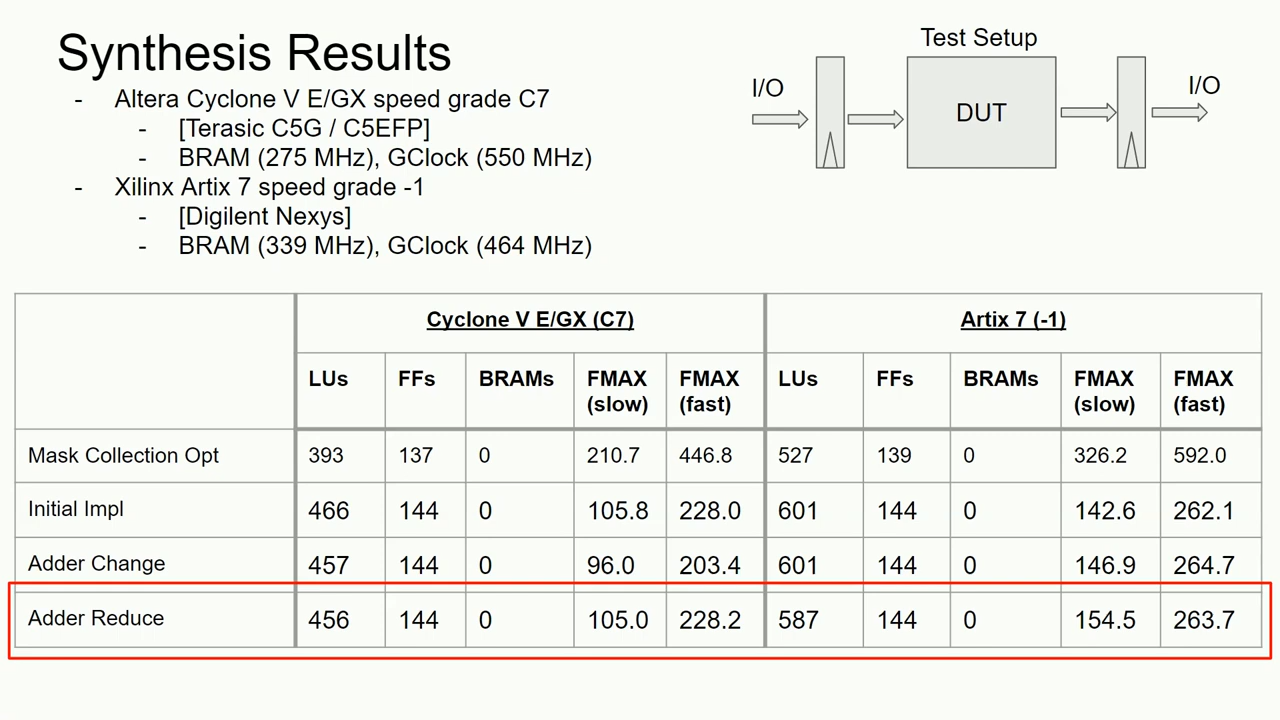 Synthesis Results
- Altera Cyclone V E/GX speed grade C7
- [Terasic C5G / C5EFP]
- BRAM (275 MHz), GClock (550 MHz)
- Xilinx Artix 7 speed grade -1
- [Digilent Nexys]
- BRAM (339 MHz), GClock (464 MHz)
Test Setup
I/O
DUT
I/O
Cyclone V E/GX (C7) Artix 7 (-1)
LUs FFs BRAMs FMAX (slow) FMAX (fast) LUs FFs BRAMs FMAX (slow) FMAX (fast)
Mask Collection Opt 393 137 0 210.7 446.8 527 139 0 326.2 592.0
Initial Impl 466 144 0 105.8 228.0 601 144 0 142.6 262.1
Adder Change 457 144 0 96.0 203.4 601 144 0 146.9 264.7
Adder Reduce 456 144 0 105.0 228.2 587 144 0 154.5 263.7